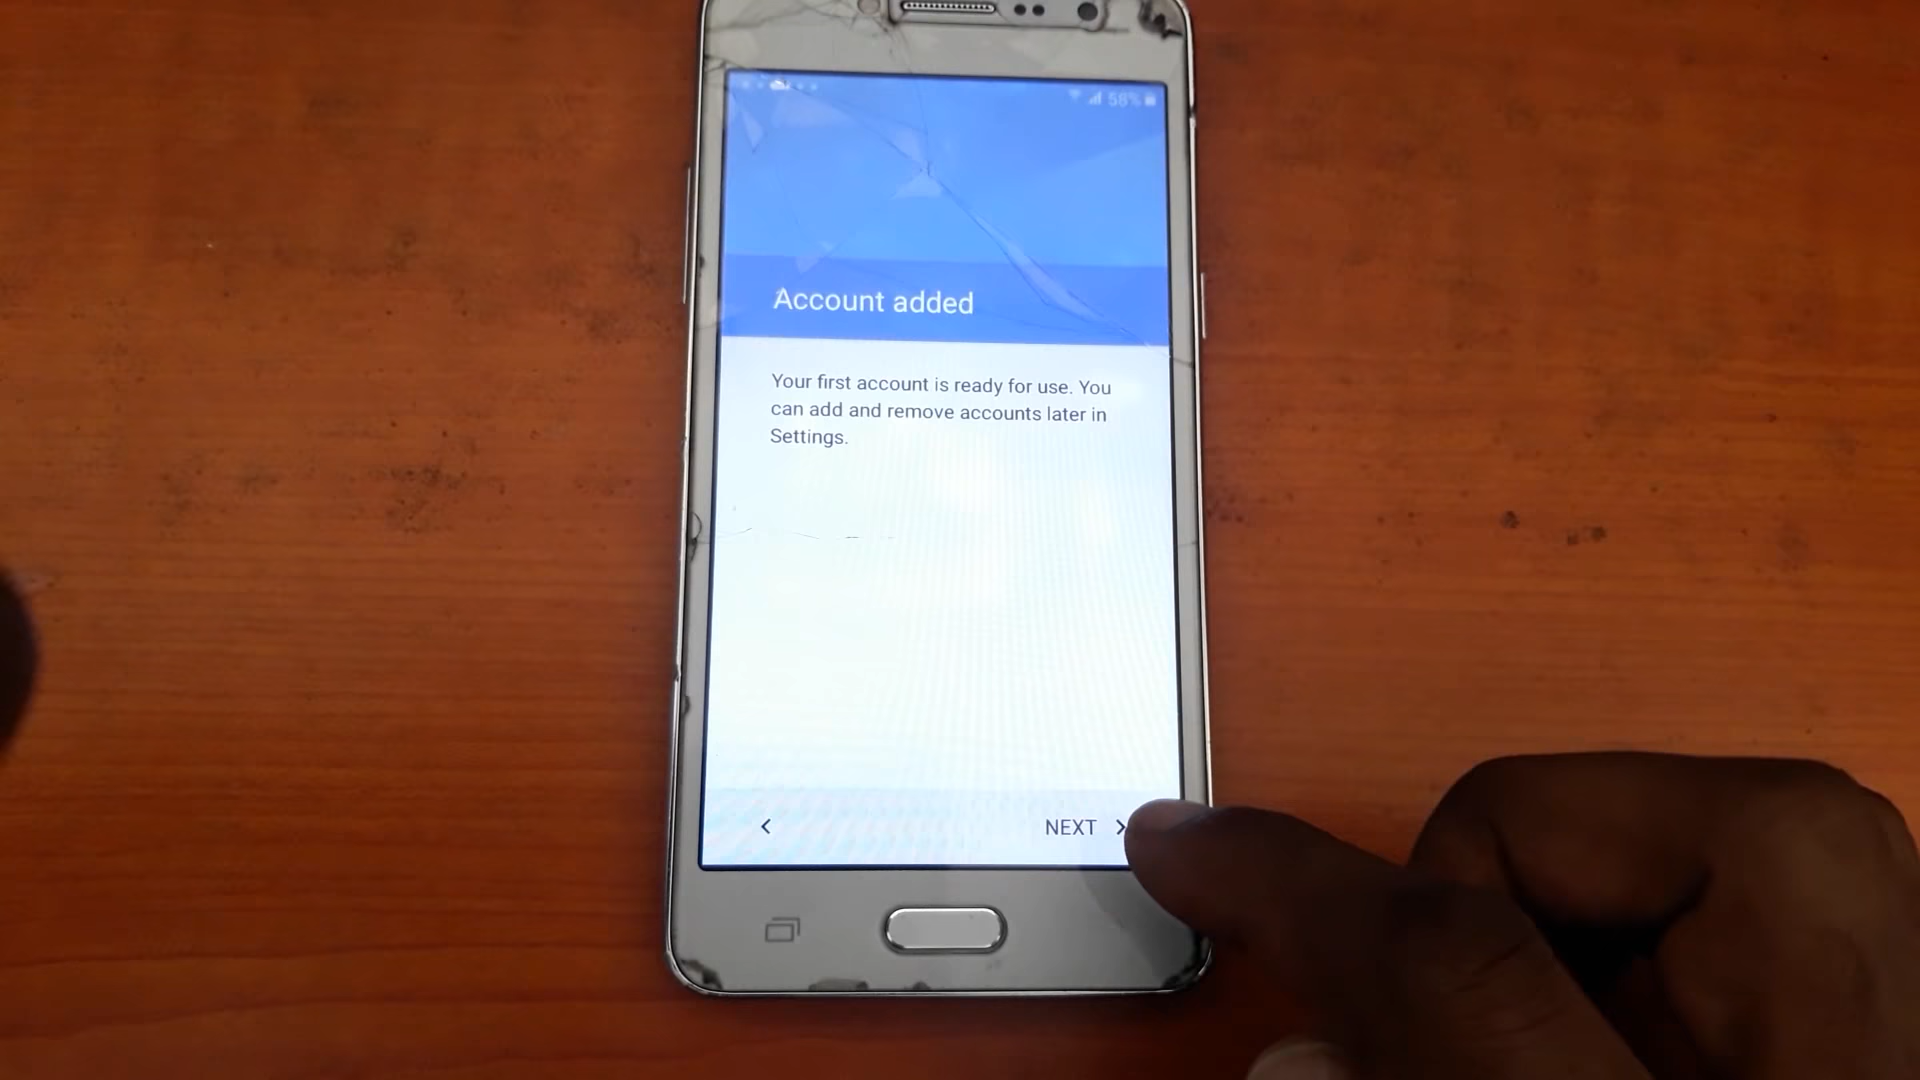 58%
Account added
Your first account is ready for use. You
can add and remove accounts later in
Settings.
NEXT